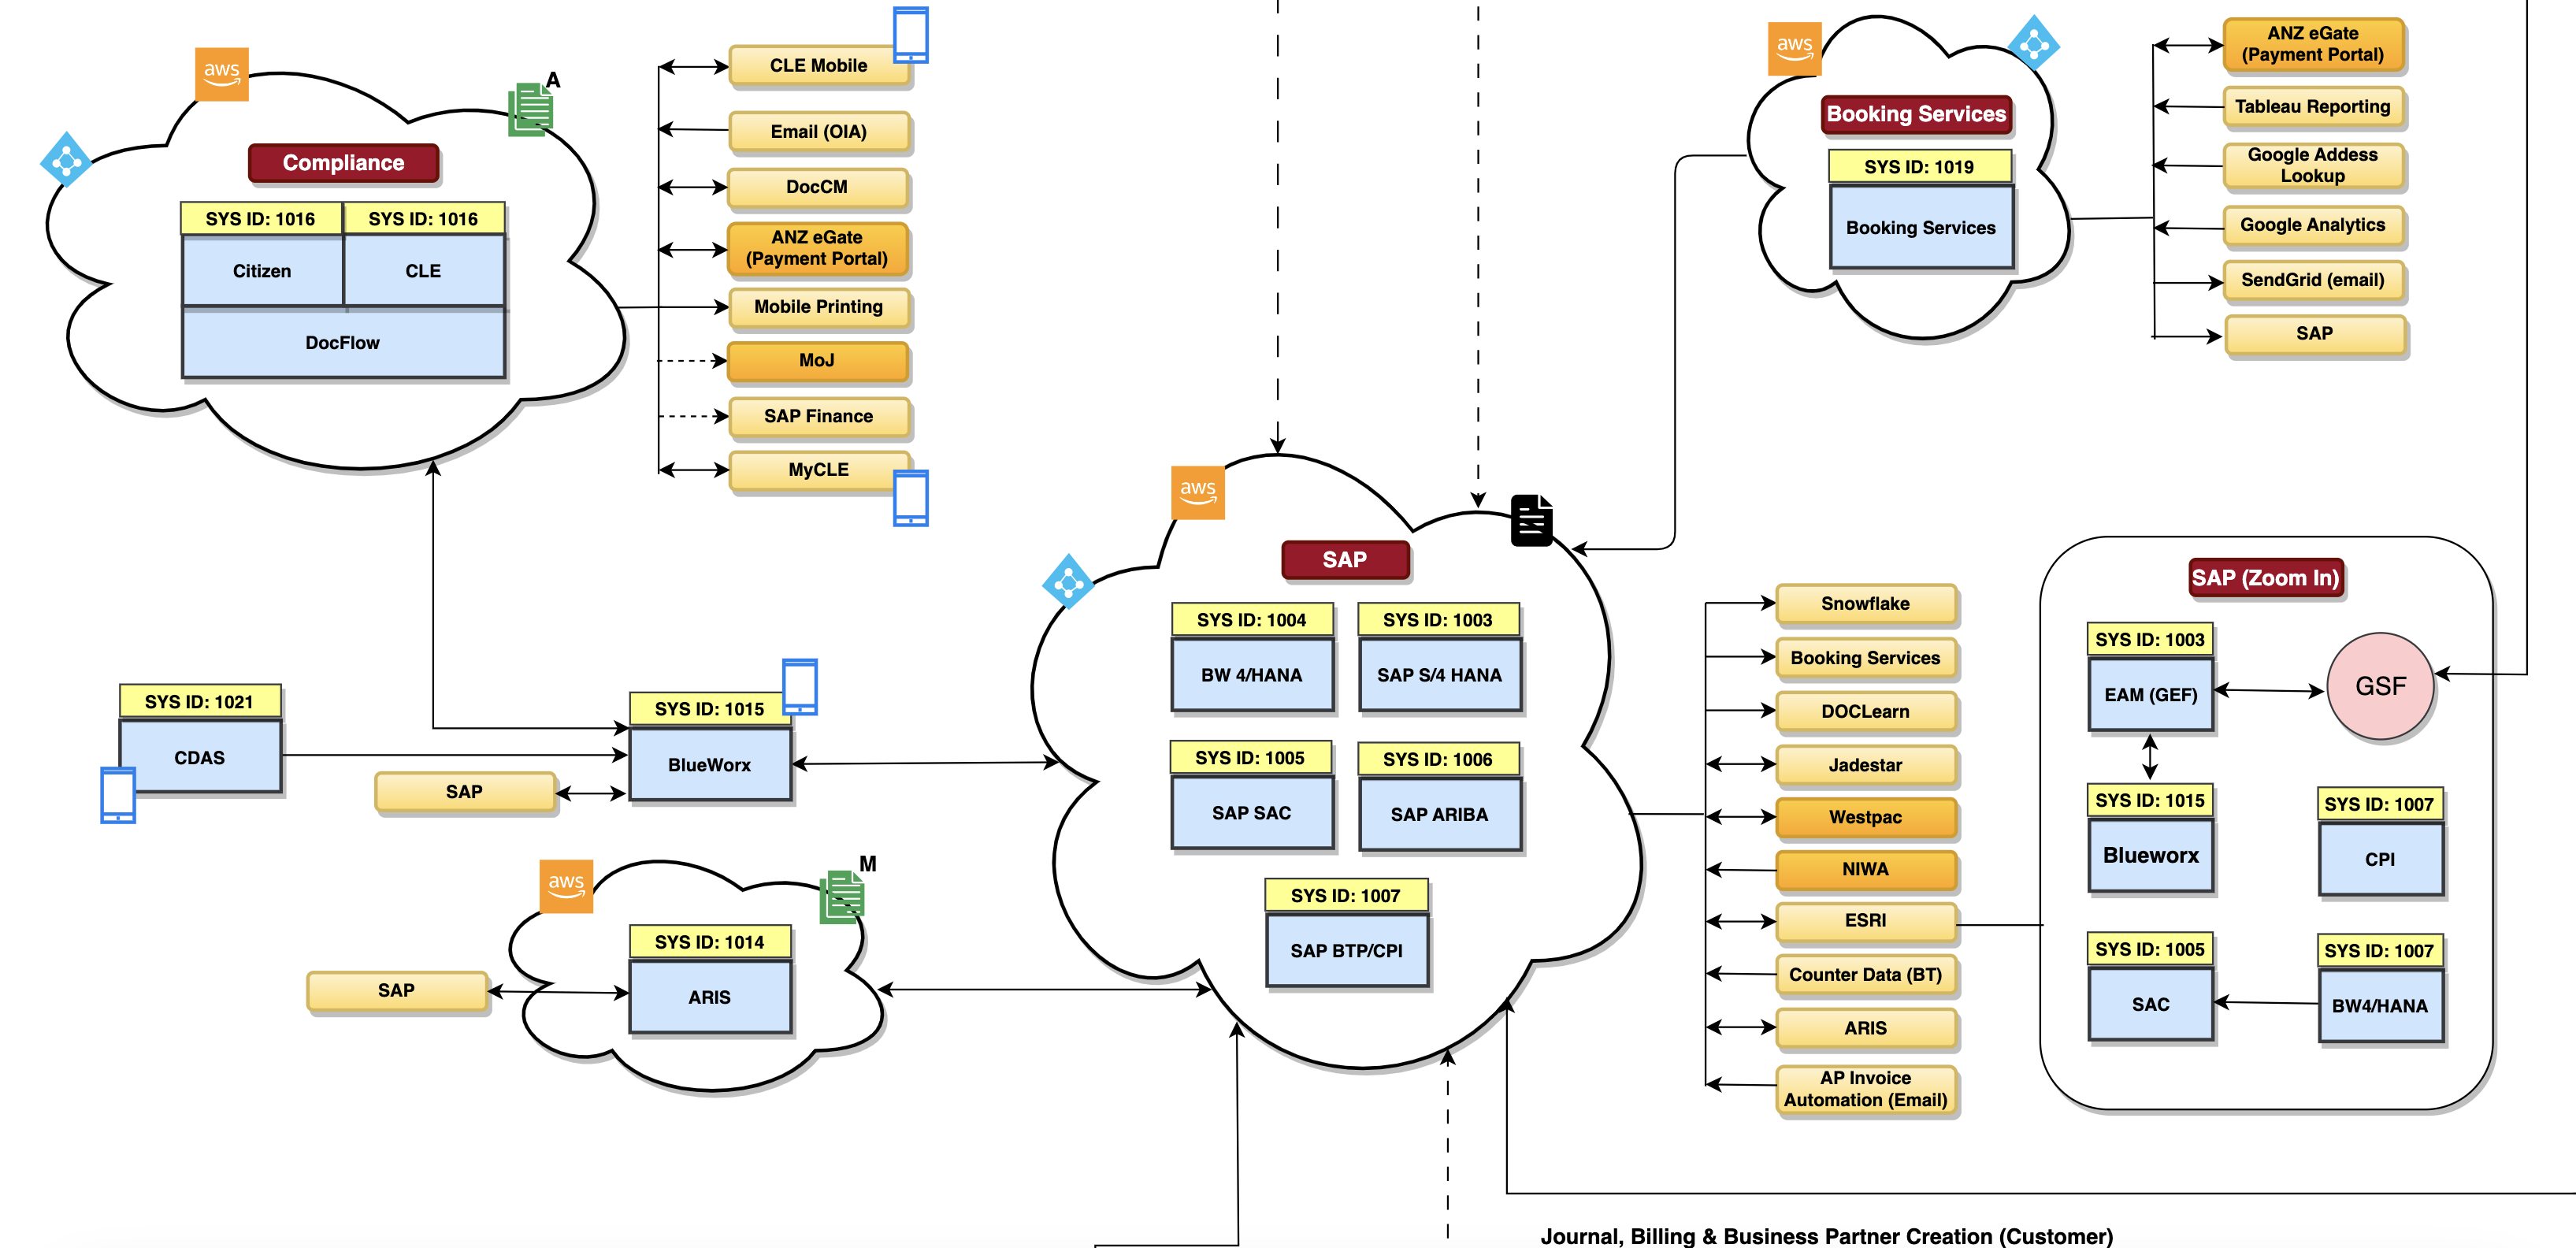 aws
A
Compliance
SYS ID: 1016
SYS ID: 1016
Citizen
CLE
DocFlow
CLE Mobile
Email (OIA)
DocCM
ANZ eGate
(Payment Portal)
Mobile Printing
MoJ
SAP Finance
MyCLE
aws
Booking Services
SYS ID: 1019
Booking Services
ANZ eGate
(Payment Portal)
Tableau Reporting
Google Addess
Lookup
Google Analytics
SendGrid (email)
SAP
SYS ID: 1021
CDAS
SAP
SYS ID: 1015
BlueWorx
aws
M
SYS ID: 1014
ARIS
SAP
aws
SAP
SYS ID: 1004
BW 4/HANA
SYS ID: 1003
SAP S/4 HANA
SYS ID: 1005
SAP SAC
SYS ID: 1006
SAP ARIBA
SYS ID: 1007
SAP BTP/CPI
Snowflake
Booking Services
DOCLearn
Jadestar
Westpac
NIWA
ESRI
Counter Data (BT)
ARIS
AP Invoice
Automation (Email)
SAP (Zoom In)
SYS ID: 1003
EAM (GEF)
GSF
SYS ID: 1015
Blueworx
SYS ID: 1007
CPI
SYS ID: 1005
SAC
SYS ID: 1007
BW4/HANA
Journal, Billing & Business Partner Creation (Customer)